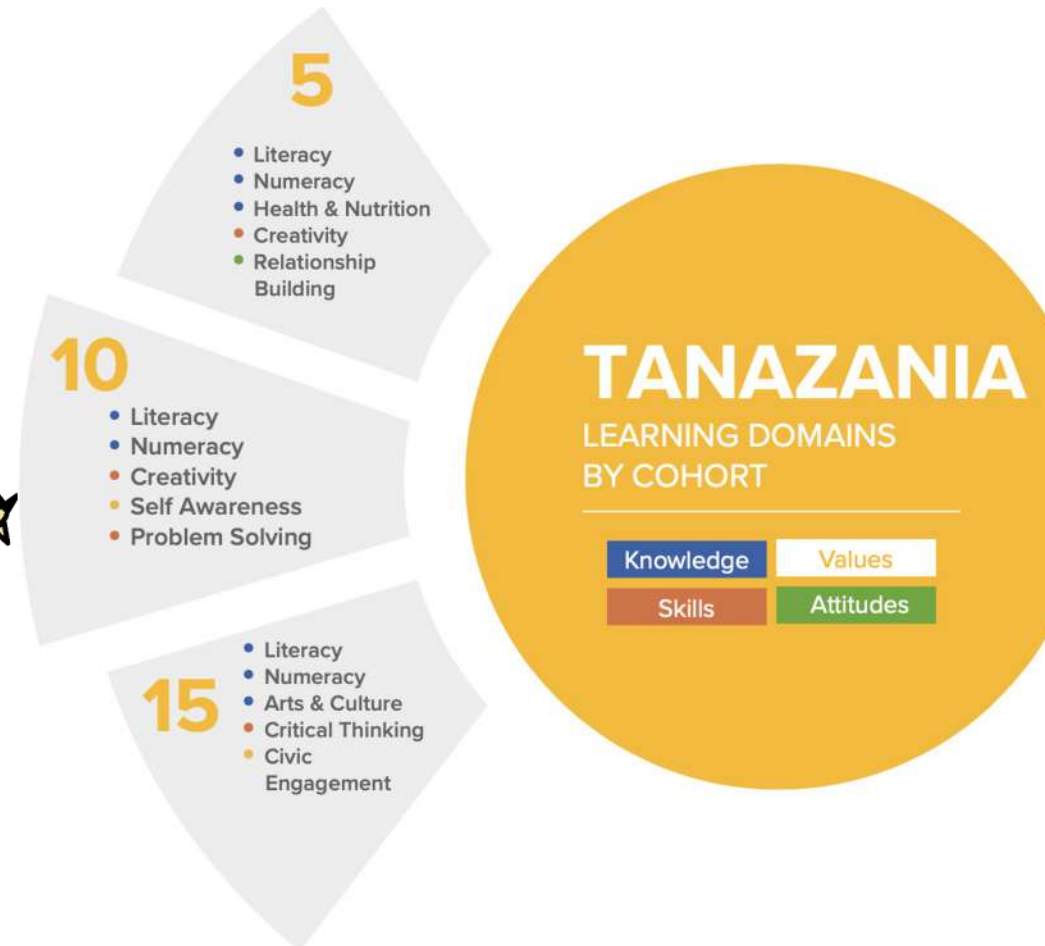 5
Literacy
Numeracy
Health & Nutrition
Creativity
Relationship
Building
10
Literacy
Numeracy
Creativity
Self Awareness
Problem Solving
15
Literacy
Numeracy
Arts & Culture
Critical Thinking
Civic
Engagement
TANAZANIA
LEARNING DOMAINS
BY COHORT
Knowledge
Values
Skills
Attitudes